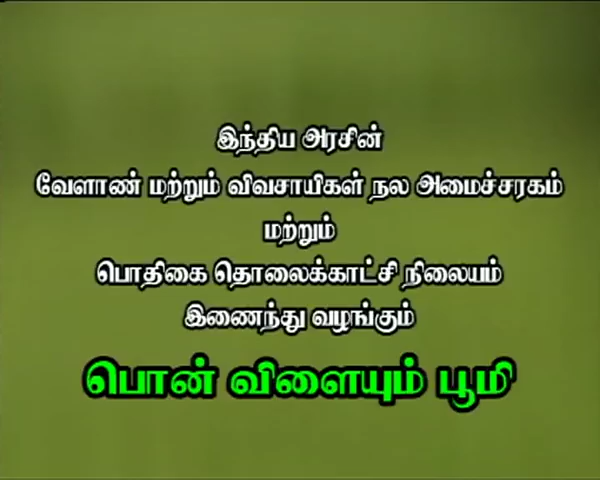 இந்திய அரசின்
வேளாண் மற்றும் விவசாயிகள் நல அமைச்சரகம்
மற்றும்
பொதிகை தொலைக்காட்சி நிலையம்
இணைந்து வழங்கும்
பொன் விளையும் பூமி